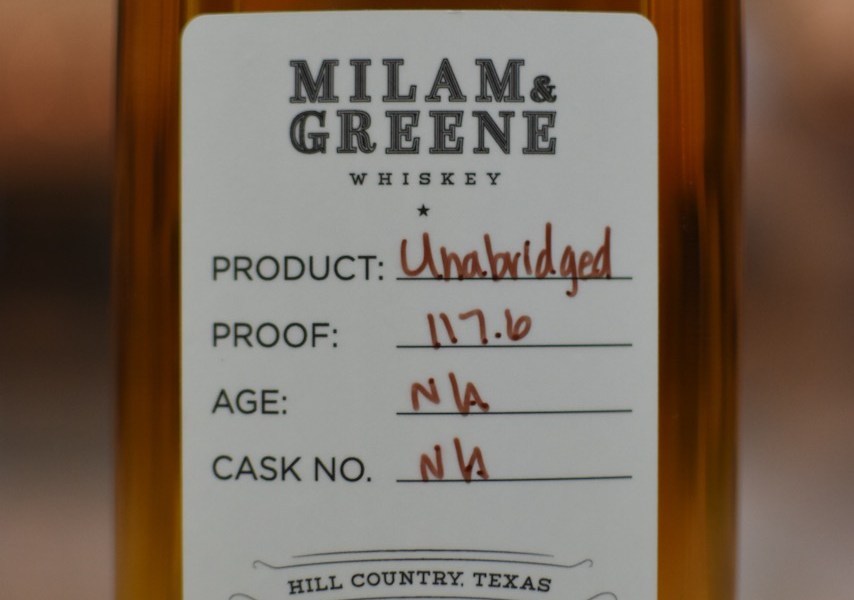 MILAM &
GREENE
WHISKEY
PRODUCT: Unabridged
PROOF: 117.6
AGE: NA
CASK NO. NA
HILL COUNTRY, TEXAS